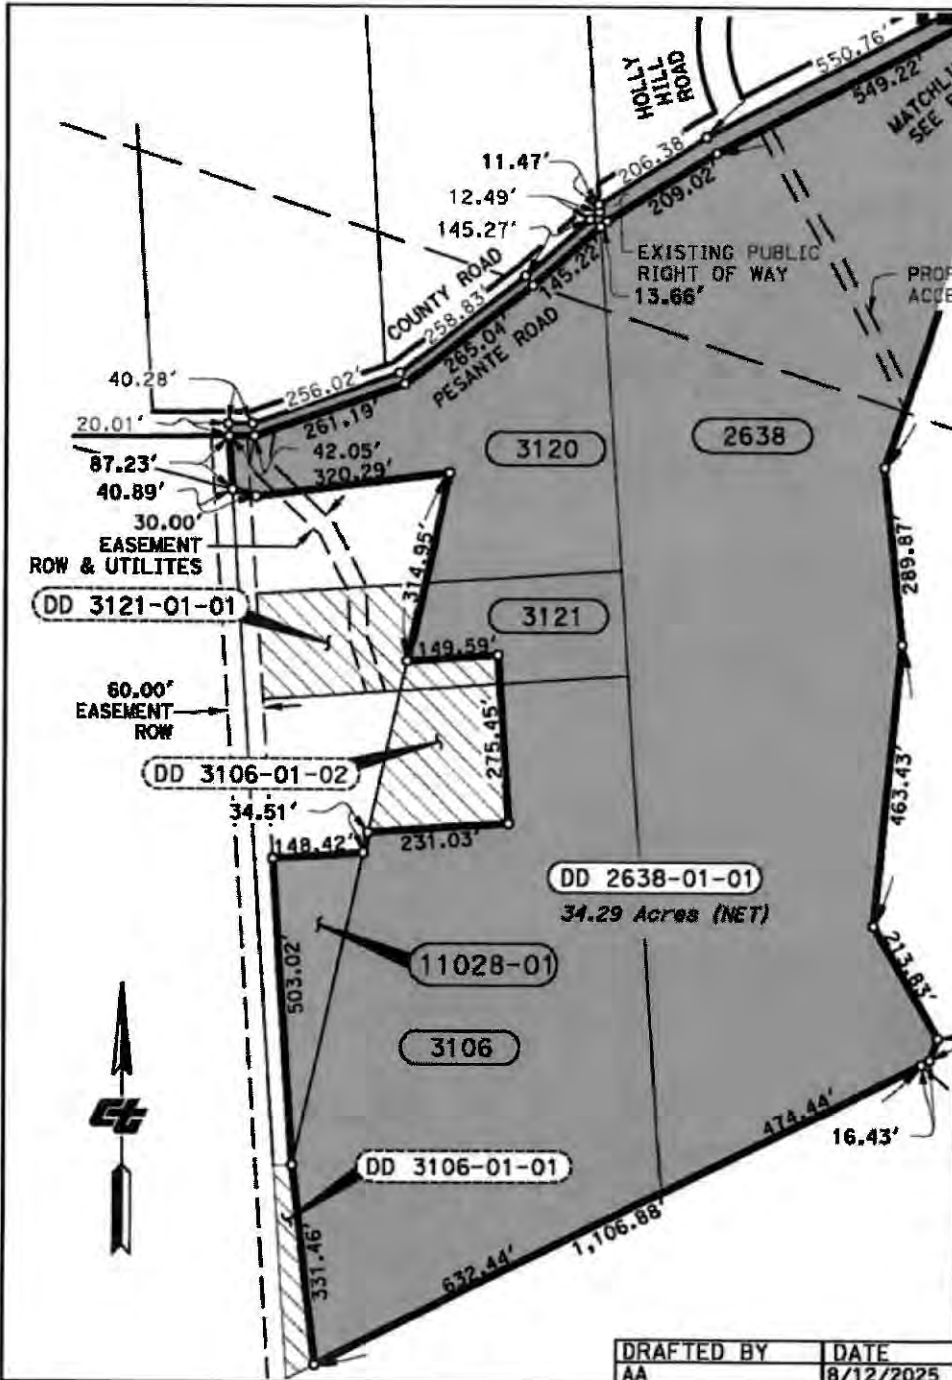 550.76'
549.22'
HOLLY
HILL
ROAD
MATCHL
SEE
206.38
209.02'
11.47'
12.49'
145.27'
145.22'
EXISTING PUBLIC
RIGHT OF WAY
13.66'
PROP
ACCE
COUNTY ROAD
258.83'
265.04'
PESANTE ROAD
40.28'
256.02'
20.01'
261.19'
42.05'
320.29'
87.23'
40.89'
3120
2638
30.00'
EASEMENT
ROW & UTILITES
314.95'
289.87'
DD 3121-01-01
3121
149.59'
60.00'
EASEMENT
ROW
275.45'
DD 3106-01-02
34.51'
148.42'
231.03'
463.43'
DD 2638-01-01
34.29 Acres (NET)
503.02'
11028-01
213.83'
3106
474.44'
16.43'
DD 3106-01-01
331.46'
632.44'
1,106.88'
DRAFTED BY DATE
AA 8/12/2025